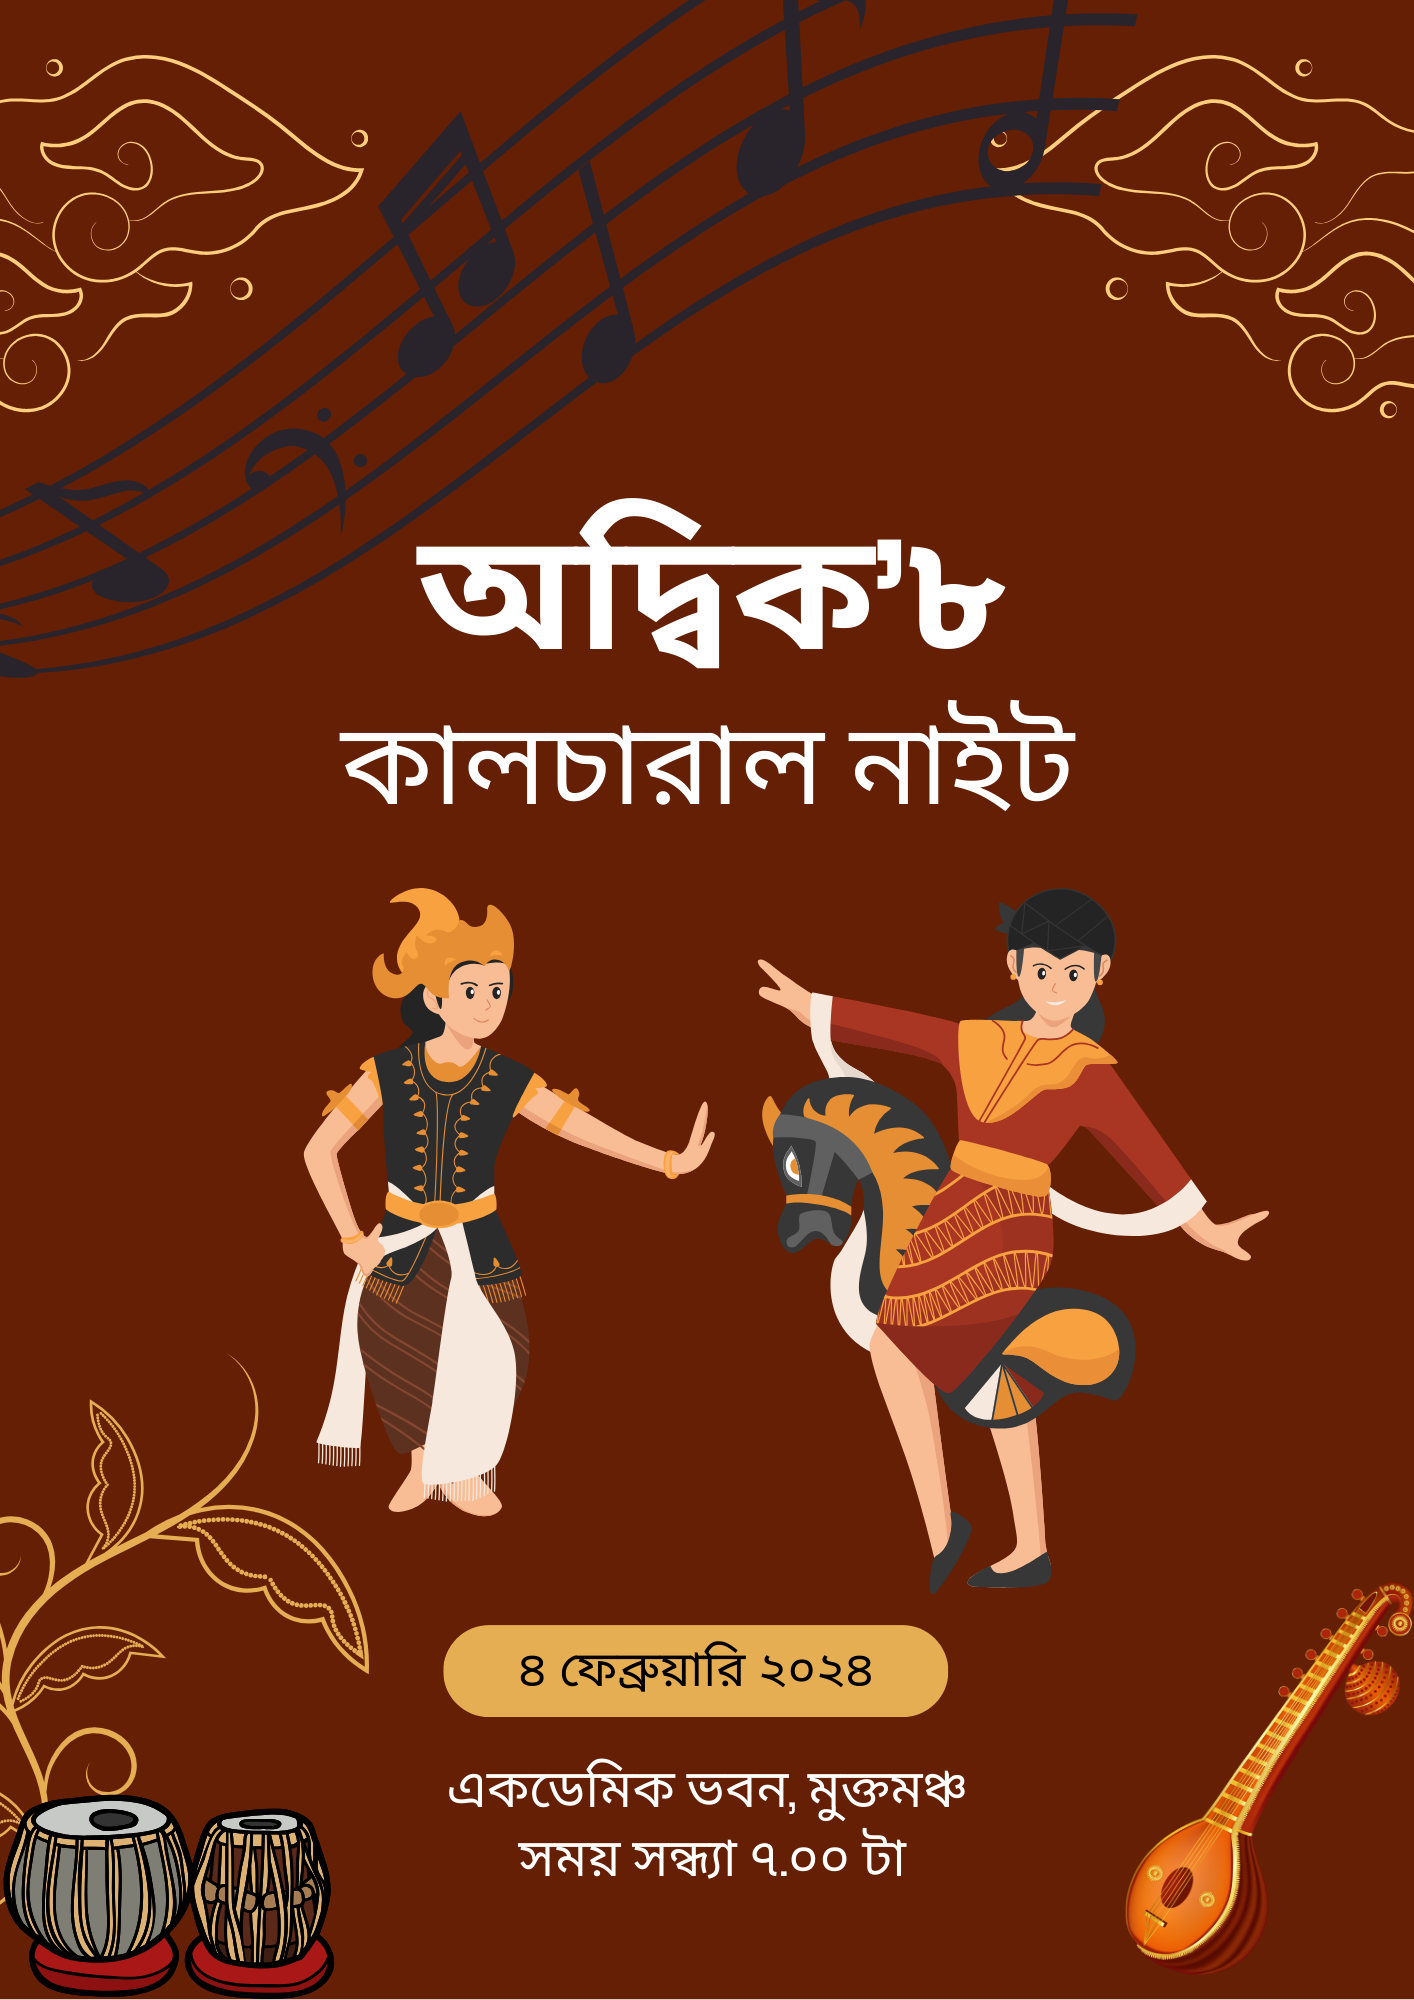 অদ্বিক’৮
কালচারাল নাইট
৪ ফেব্রুয়ারি ২০২৪
একডেমিক ভবন, মুক্তমঞ্চ
সময় সন্ধ্যা ৭.০০ টা